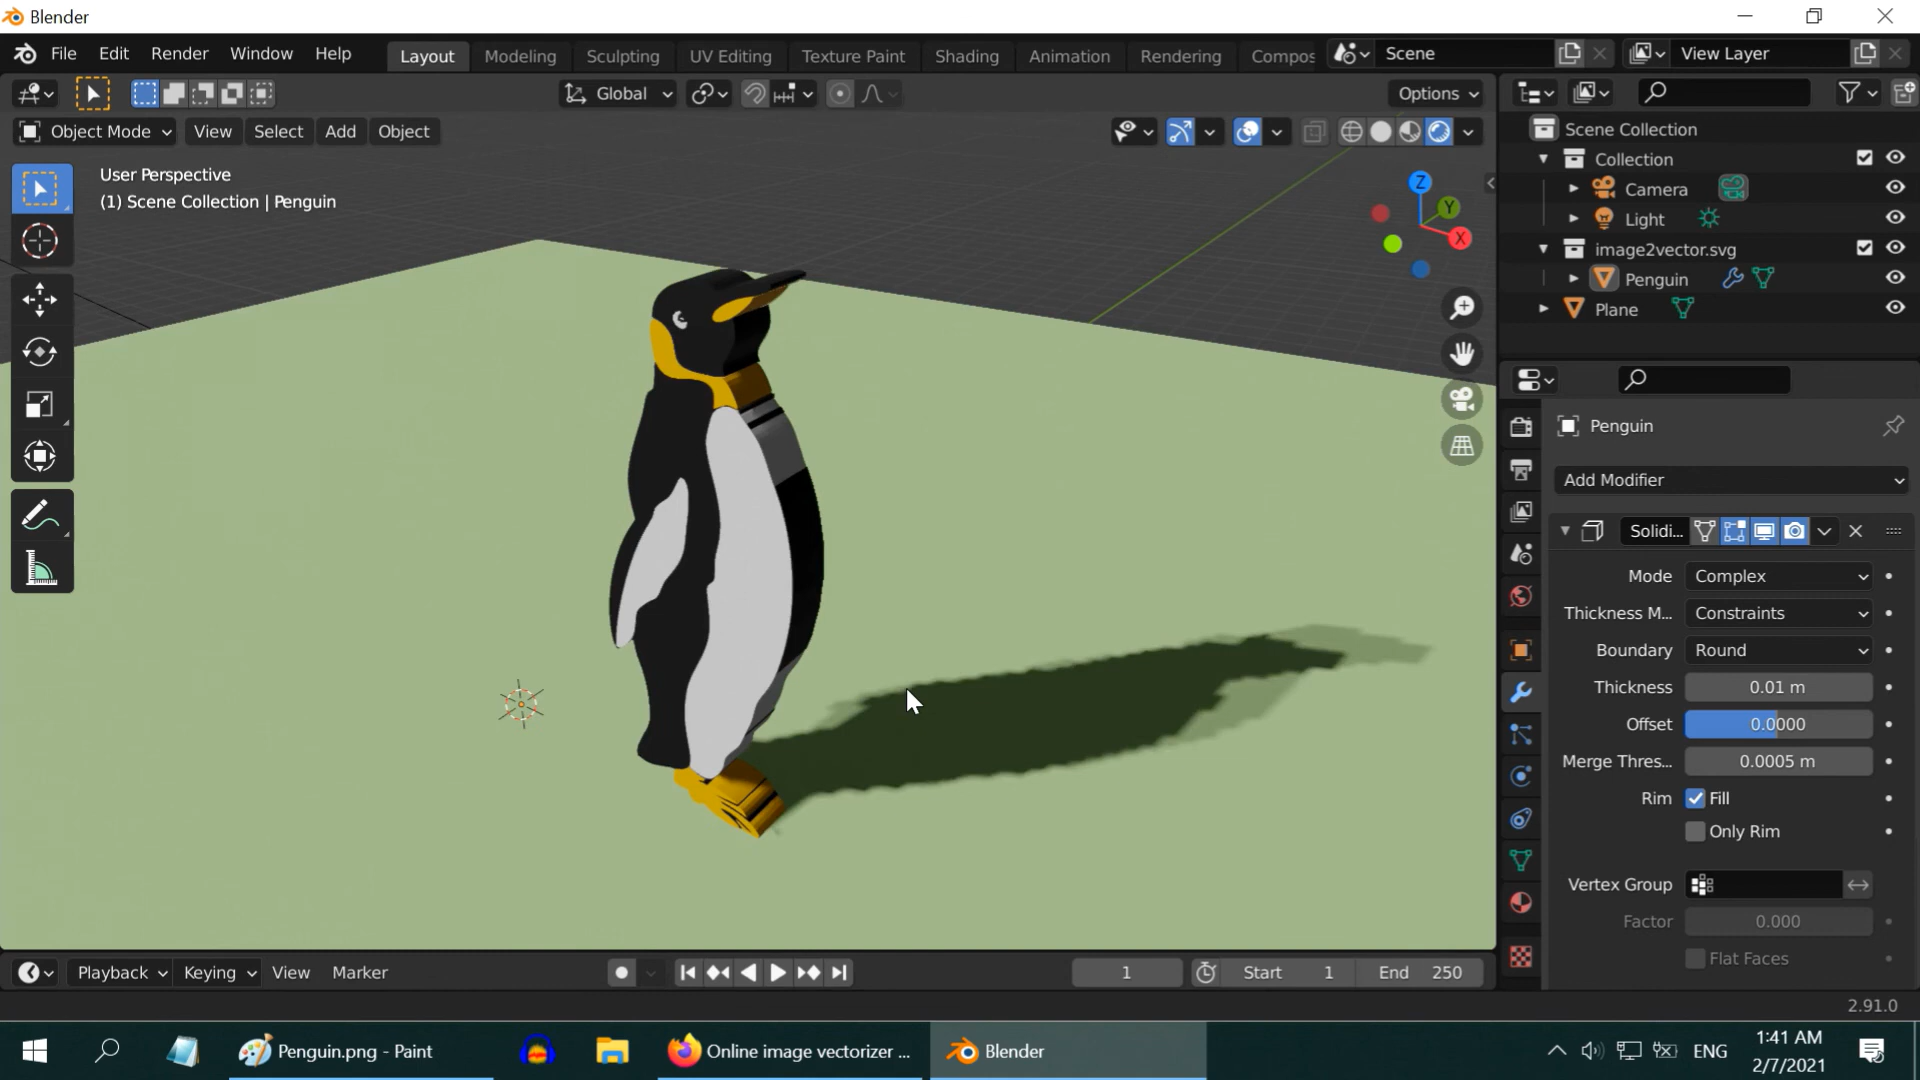 Blender
File Edit Render Window Help Layout Modeling Sculpting UV Editing Texture Paint Shading Animation Rendering Compos Scene View Layer
Global Options
Object Mode View Select Add Object
User Perspective
(1) Scene Collection | Penguin
Z
Y
X
Scene Collection
Collection
Camera
Light
image2vector.svg
Penguin
Plane
Penguin
Add Modifier
Solidi...
Mode Complex
Thickness M... Constraints
Boundary Round
Thickness 0.01 m
Offset 0.0000
Merge Thres... 0.0005 m
Rim Fill
Only Rim
Vertex Group
Factor 0.000
Flat Faces
Playback Keying View Marker 1 Start 1 End 250
2.91.0
Penguin.png - Paint Online image vectorizer ... Blender ENG
1:41 AM
2/7/2021